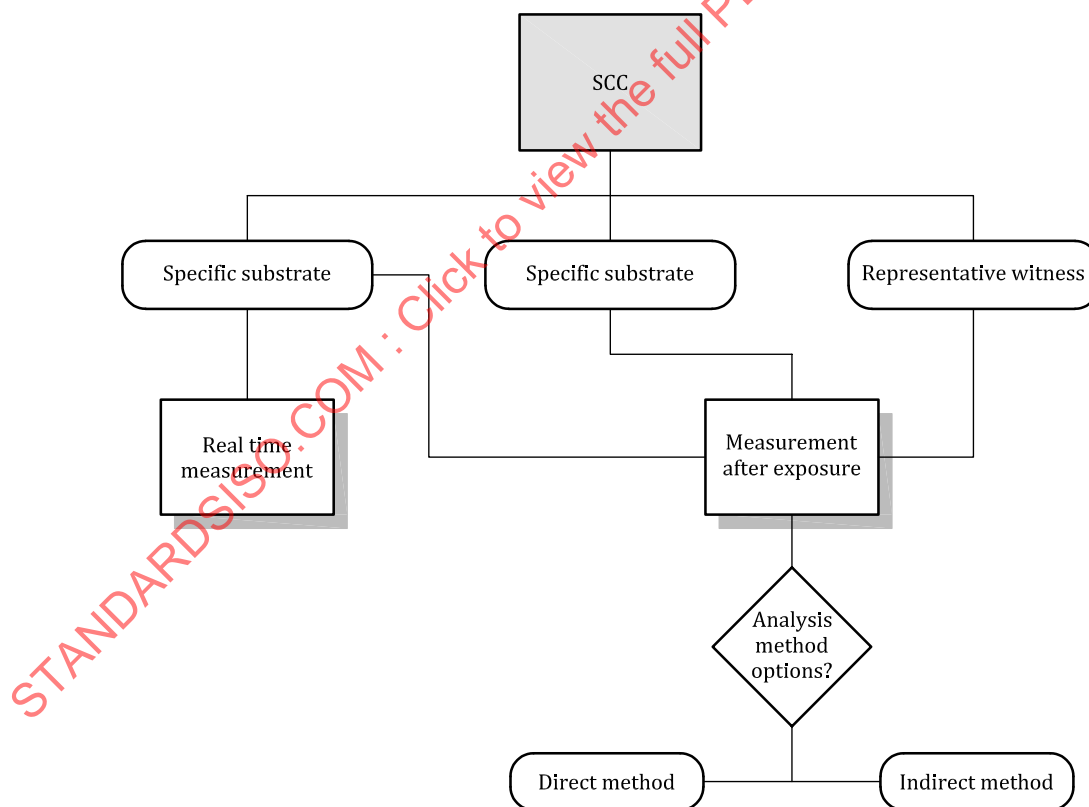 SCC
Specific substrate
Specific substrate
Representative witness
Real time
measurement
Measurement
after exposure
Analysis
method
options?
Direct method
Indirect method
STANDARDSISO.COM : Click to view the full